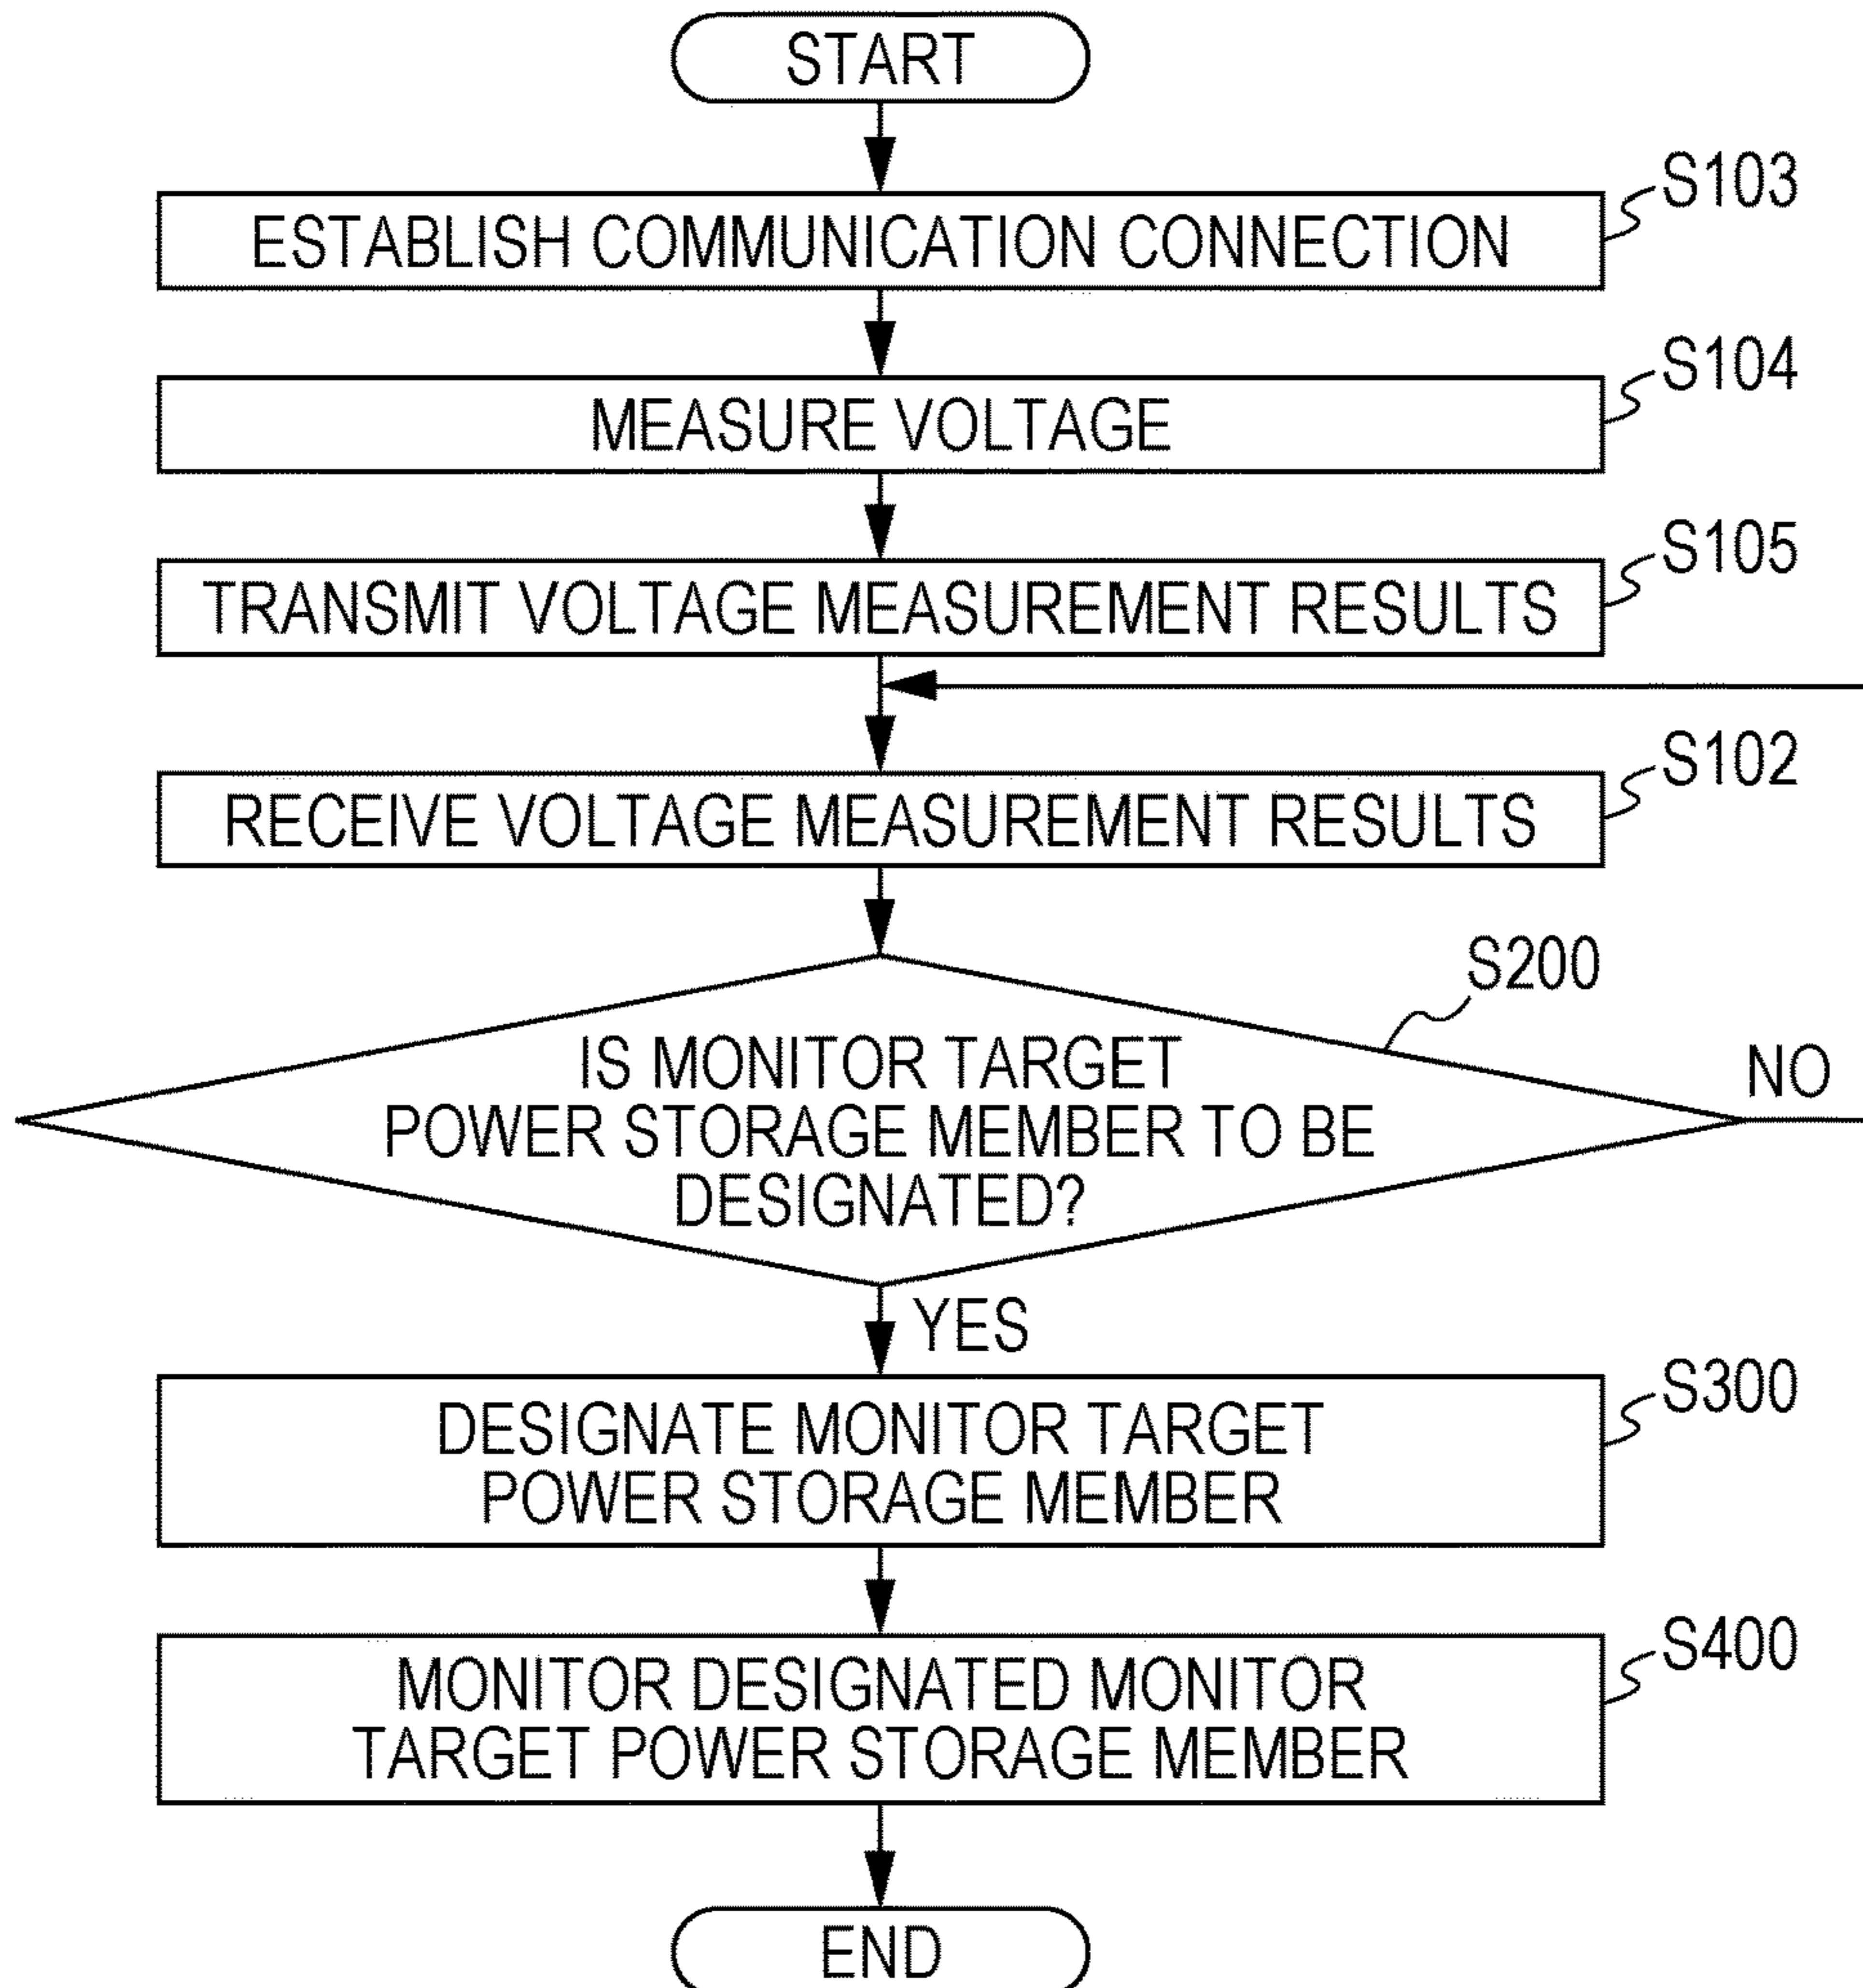 START
S103
ESTABLISH COMMUNICATION CONNECTION
S104
MEASURE VOLTAGE
S105
TRANSMIT VOLTAGE MEASUREMENT RESULTS
S102
RECEIVE VOLTAGE MEASUREMENT RESULTS
S200
IS MONITOR TARGET
POWER STORAGE MEMBER TO BE
DESIGNATED?
NO
YES
S300
DESIGNATE MONITOR TARGET
POWER STORAGE MEMBER
S400
MONITOR DESIGNATED MONITOR
TARGET POWER STORAGE MEMBER
END